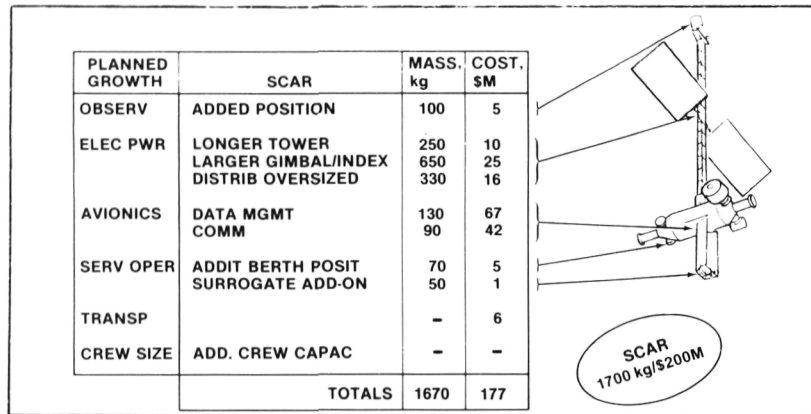 PLANNED GROWTH SCAR MASS, kg COST, $M
OBSERV ADDED POSITION 100 5
ELEC PWR LONGER TOWER 250 10
LARGER GIMBAL/INDEX 650 25
DISTRIB OVERSIZED 330 16
AVIONICS DATA MGMT 130 67
COMM 90 42
SERV OPER ADDIT BERTH POSIT 70 5
SURROGATE ADD-ON 50 1
TRANSP – 6
CREW SIZE ADD. CREW CAPAC – –
TOTALS 1670 177
SCAR
1700 kg/$200M